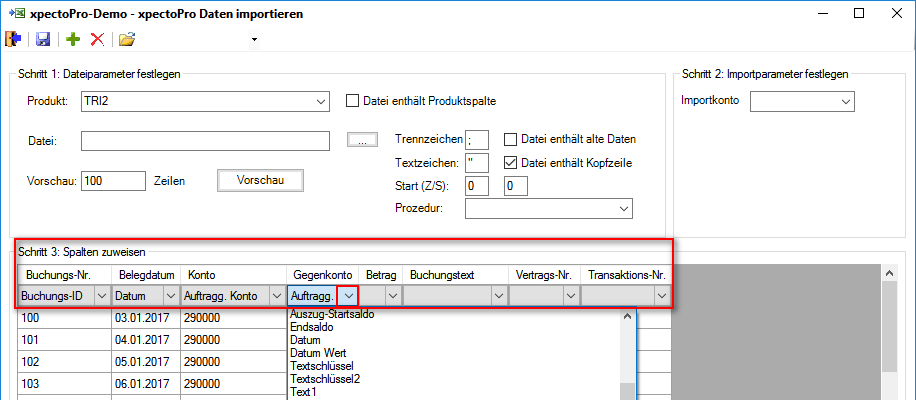 xpectoPro-Demo - xpectoPro Daten importieren
Schritt 1: Dateiparameter festlegen
Produkt: TRI2 Datei enthält Produktspalte
Datei: ... Trennzeichen ; Datei enthält alte Daten
Textzeichen: " Datei enthält Kopfzeile
Vorschau: 100 Zeilen Vorschau Start (Z/S): 0 0
Prozedur:
Schritt 2: Importparameter festlegen
Importkonto
Schritt 3: Spalten zuweisen
Buchungs-Nr. Belegdatum Konto Gegenkonto Betrag Buchungstext Vertrags-Nr. Transaktions-Nr.
Buchungs-ID Datum Auftragg. Konto Auftragg.
100 03.01.2017 290000
101 04.01.2017 290000
102 05.01.2017 290000
103 06.01.2017 290000
Auszug-Startsaldo
Endsaldo
Datum
Datum Wert
Textschlüssel
Textschlüssel2
Text1